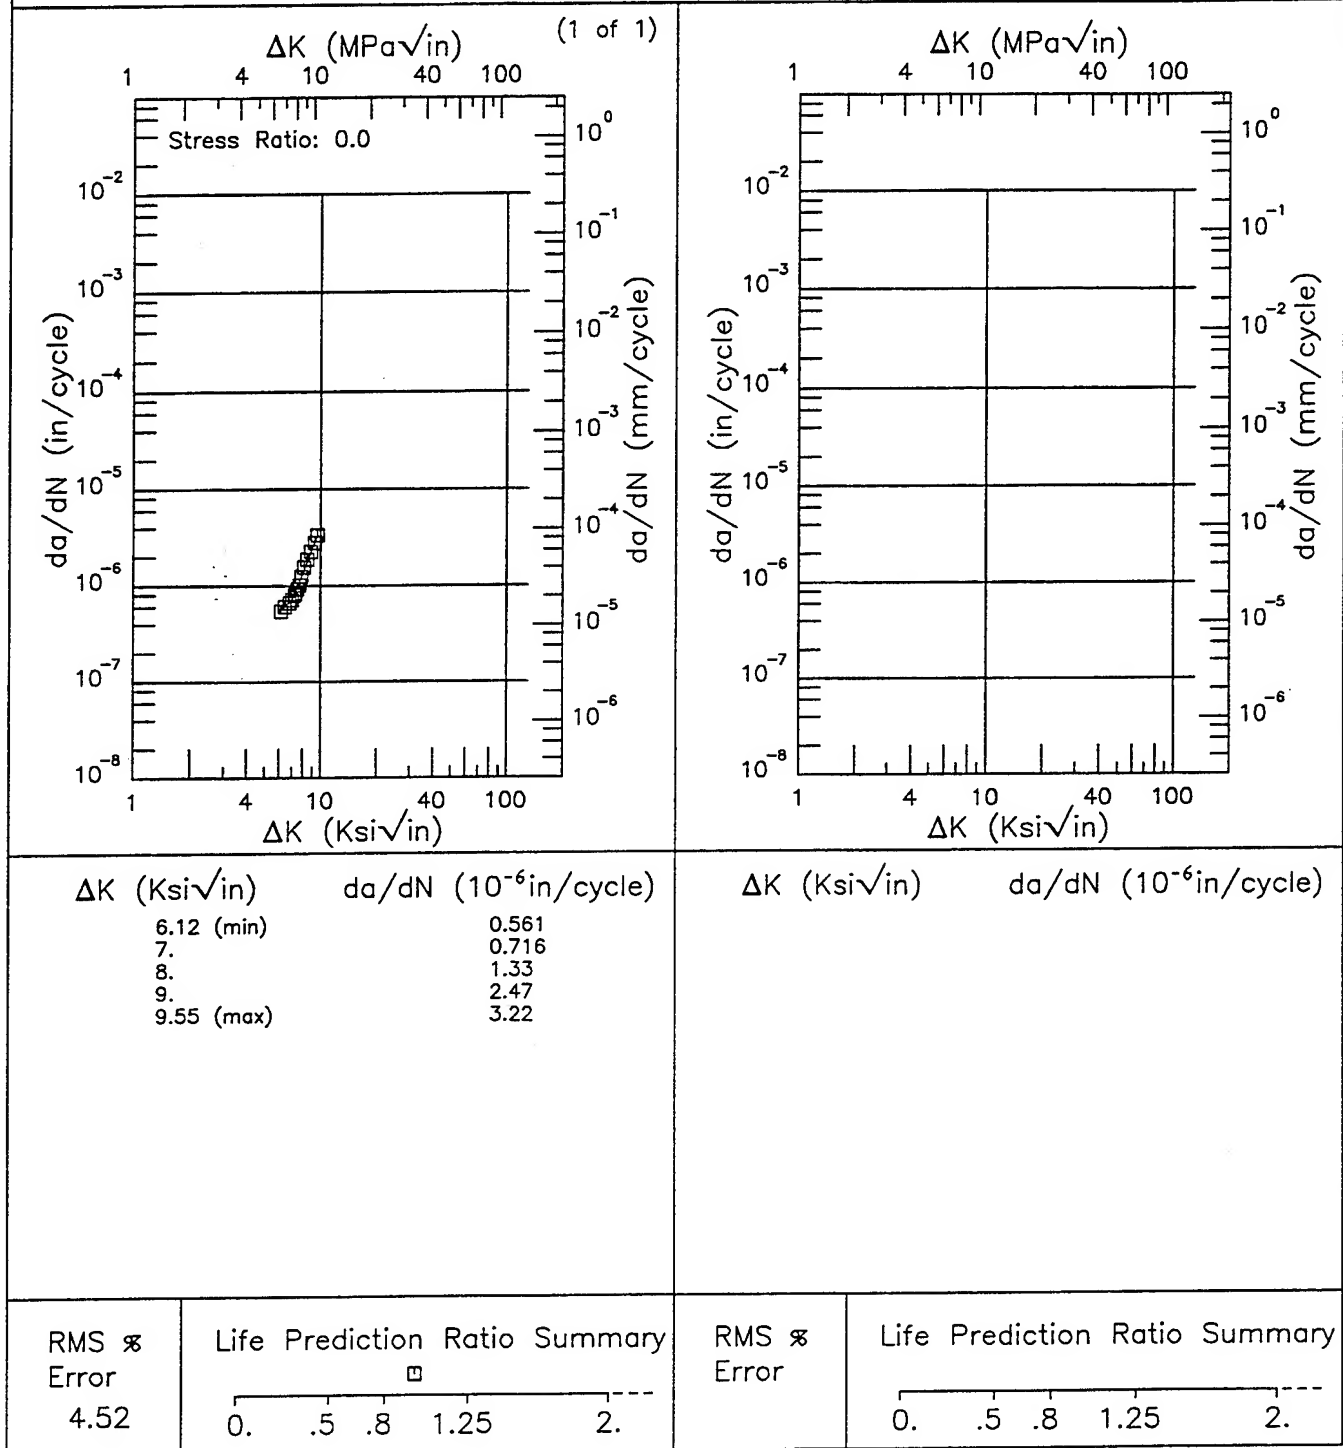 (1 of 1)
ΔK (MPa√in)
1 4 10 40 100
Stress Ratio: 0.0
10⁻²
10⁻³
10⁻⁴
10⁻⁵
10⁻⁶
10⁻⁷
10⁻⁸
da/dN (in/cycle)
10⁰
10⁻¹
10⁻²
10⁻³
10⁻⁴
10⁻⁵
10⁻⁶
da/dN (mm/cycle)
1 4 10 40 100
ΔK (Ksi√in)
ΔK (MPa√in)
1 4 10 40 100
10⁻²
10⁻³
10⁻⁴
10⁻⁵
10⁻⁶
10⁻⁷
10⁻⁸
da/dN (in/cycle)
10⁰
10⁻¹
10⁻²
10⁻³
10⁻⁴
10⁻⁵
10⁻⁶
da/dN (mm/cycle)
1 4 10 40 100
ΔK (Ksi√in)
ΔK (Ksi√in) da/dN (10⁻⁶in/cycle)
6.12 (min) 0.561
7. 0.716
8. 1.33
9. 2.47
9.55 (max) 3.22
ΔK (Ksi√in) da/dN (10⁻⁶in/cycle)
RMS %
Error
4.52
Life Prediction Ratio Summary
0. .5 .8 1.25 2.
RMS %
Error
Life Prediction Ratio Summary
0. .5 .8 1.25 2.